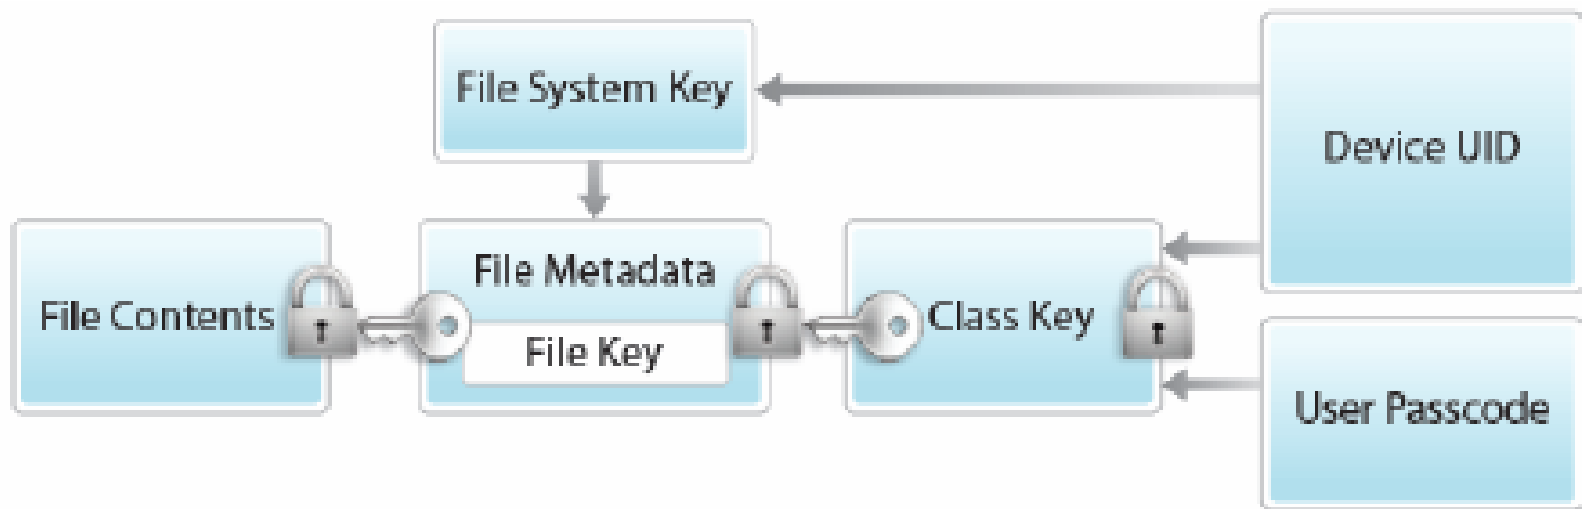 File System Key
Device UID
File Contents
File Metadata
File Key
Class Key
User Passcode